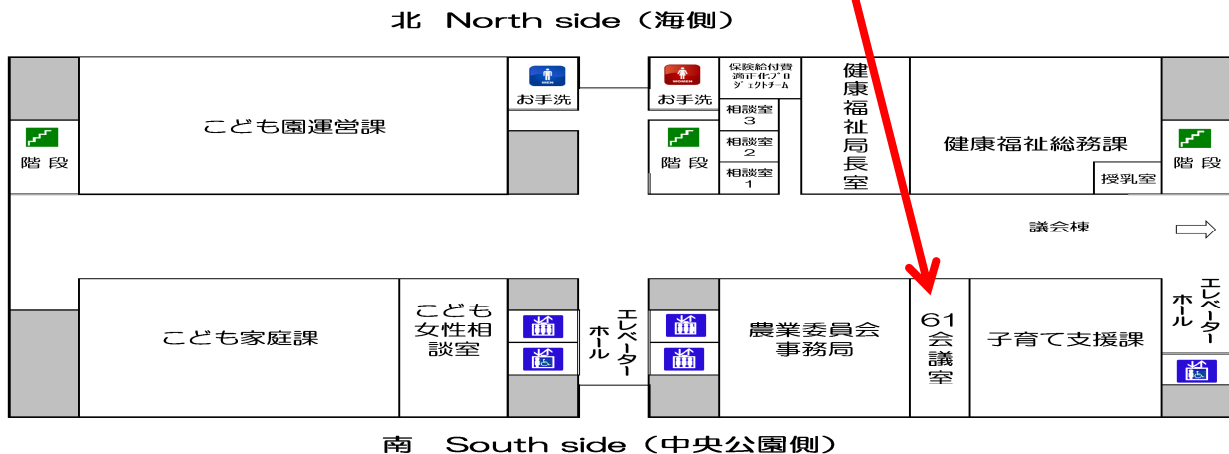 北 North side（海側）
MEN
お手洗
WOMEN
お手洗
保険給付費
適正化プロ
ジェクトチーム
健康福祉局長室
こども園運営課
相談室
3
階段
階段
相談室
2
健康福祉総務課
階段
相談室
1
授乳室
議会棟
こども
女性相
談室
エレベーター
ホール
こども家庭課
エレベーター
ホール
農業委員会
事務局
61
会議室
子育て支援課
南 South side（中央公園側）